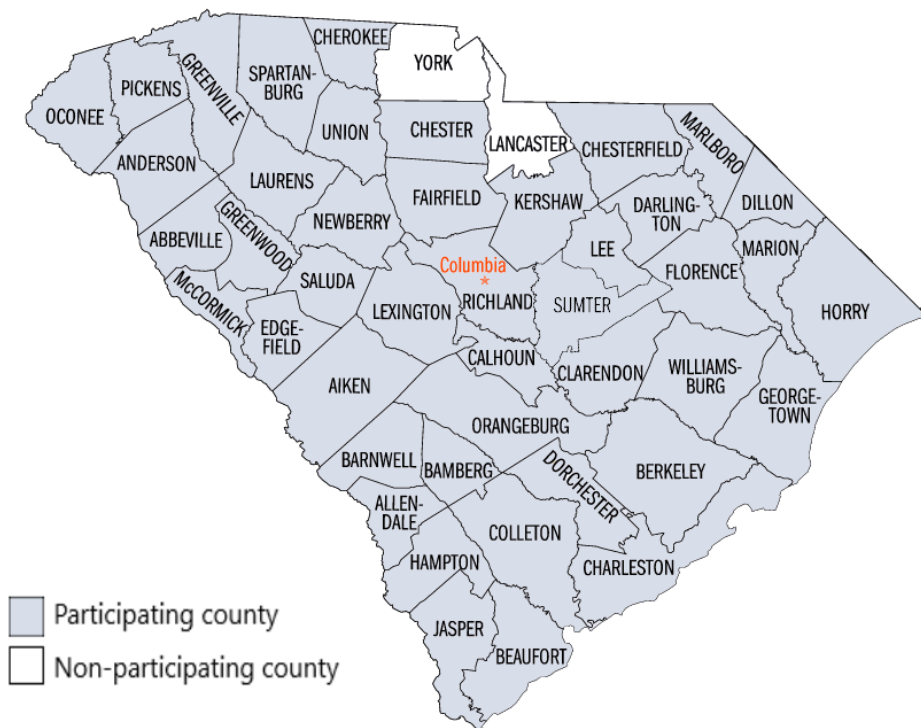 CHEROKEE
YORK
GREENVILLE
SPARTAN-
BURG
PICKENS
OCONEE
UNION
CHESTER
LANCASTER
CHESTERFIELD
MARLBORO
ANDERSON
LAURENS
FAIRFIELD
KERSHAW
DARLING-
TON
DILLON
NEWBERRY
GREENWOOD
ABBEVILLE
LEE
MARION
FLORENCE
Columbia
SALUDA
RICHLAND
SUMTER
McCORMICK
LEXINGTON
HORRY
EDGE-
FIELD
CALHOUN
CLARENDON
WILLIAMS-
BURG
AIKEN
GEORGE-
TOWN
ORANGEBURG
BARNWELL
BAMBERG
DORCHESTER
BERKELEY
ALLEN-
DALE
COLLETON
HAMPTON
CHARLESTON
JASPER
BEAUFORT
Participating county
Non-participating county